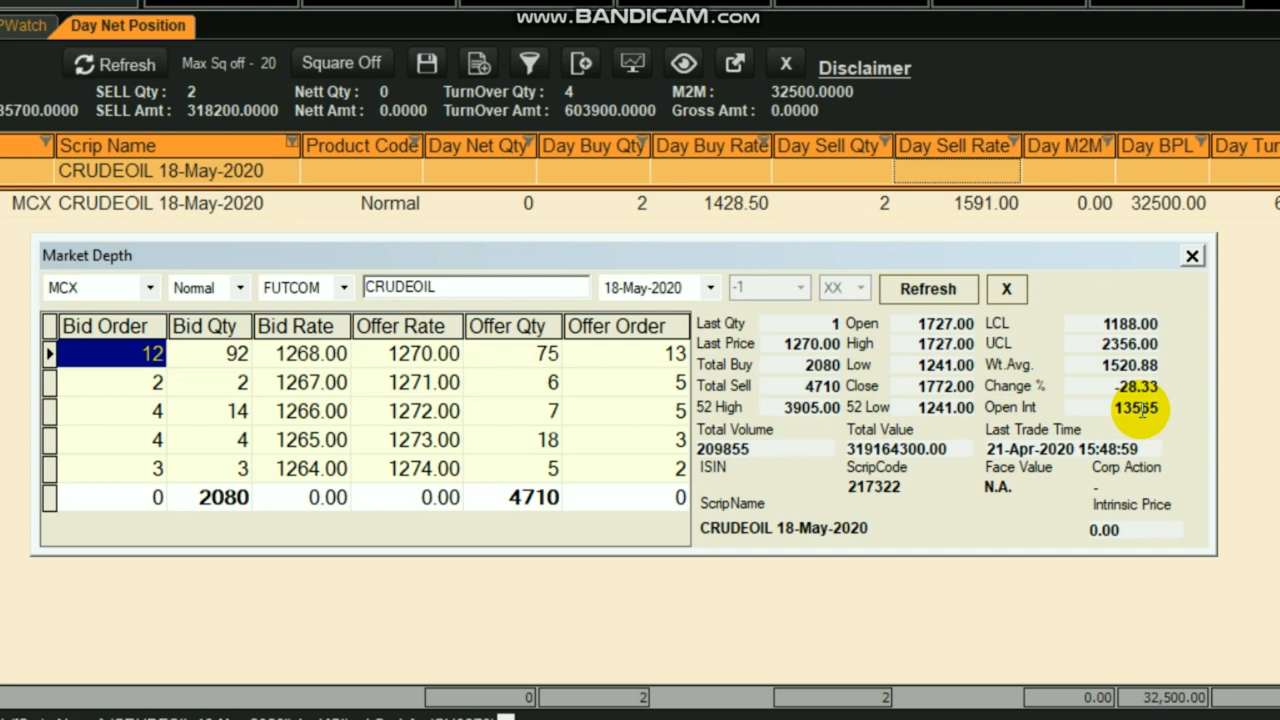 www.BANDICAM.com
PWatch Day Net Position
Refresh Max Sq off - 20 Square Off X Disclaimer
SELL Qty : 2 Nett Qty : 0 TurnOver Qty : 4 M2M : 32500.0000
35700.0000 SELL Amt : 318200.0000 Nett Amt : 0.0000 TurnOver Amt : 603900.0000 Gross Amt : 0.0000
Scrip Name Product Code Day Net Qty Day Buy Qty Day Buy Rate Day Sell Qty Day Sell Rate Day M2M Day BPL Day Tur
CRUDEOIL 18-May-2020
MCX CRUDEOIL 18-May-2020 Normal 0 2 1428.50 2 1591.00 0.00 32500.00
Market Depth
MCX Normal FUTCOM CRUDEOIL 18-May-2020 -1 XX Refresh X
Bid Order Bid Qty Bid Rate Offer Rate Offer Qty Offer Order
12 92 1268.00 1270.00 75 13
2 2 1267.00 1271.00 6 5
4 14 1266.00 1272.00 7 5
4 4 1265.00 1273.00 18 3
3 3 1264.00 1274.00 5 2
0 2080 0.00 0.00 4710 0
Last Qty 1 Open 1727.00 LCL 1188.00
Last Price 1270.00 High 1727.00 UCL 2356.00
Total Buy 2080 Low 1241.00 Wt.Avg. 1520.88
Total Sell 4710 Close 1772.00 Change % -28.33
52 High 3905.00 52 Low 1241.00 Open Int 13565
Total Volume Total Value Last Trade Time
209855 319164300.00 21-Apr-2020 15:48:59
ISIN ScripCode Face Value Corp Action
217322 N.A. -
ScripName Intrinsic Price
CRUDEOIL 18-May-2020 0.00
0 2 2 0.00 32,500.00